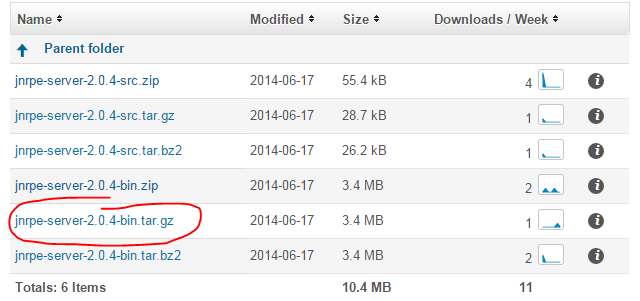 Name Modified Size Downloads / Week
Parent folder
jnrpe-server-2.0.4-src.zip 2014-06-17 55.4 kB 4
jnrpe-server-2.0.4-src.tar.gz 2014-06-17 28.7 kB 1
jnrpe-server-2.0.4-src.tar.bz2 2014-06-17 26.2 kB 1
jnrpe-server-2.0.4-bin.zip 2014-06-17 3.4 MB 2
jnrpe-server-2.0.4-bin.tar.gz 2014-06-17 3.4 MB 1
jnrpe-server-2.0.4-bin.tar.bz2 2014-06-17 3.4 MB 2
Totals: 6 Items 10.4 MB 11